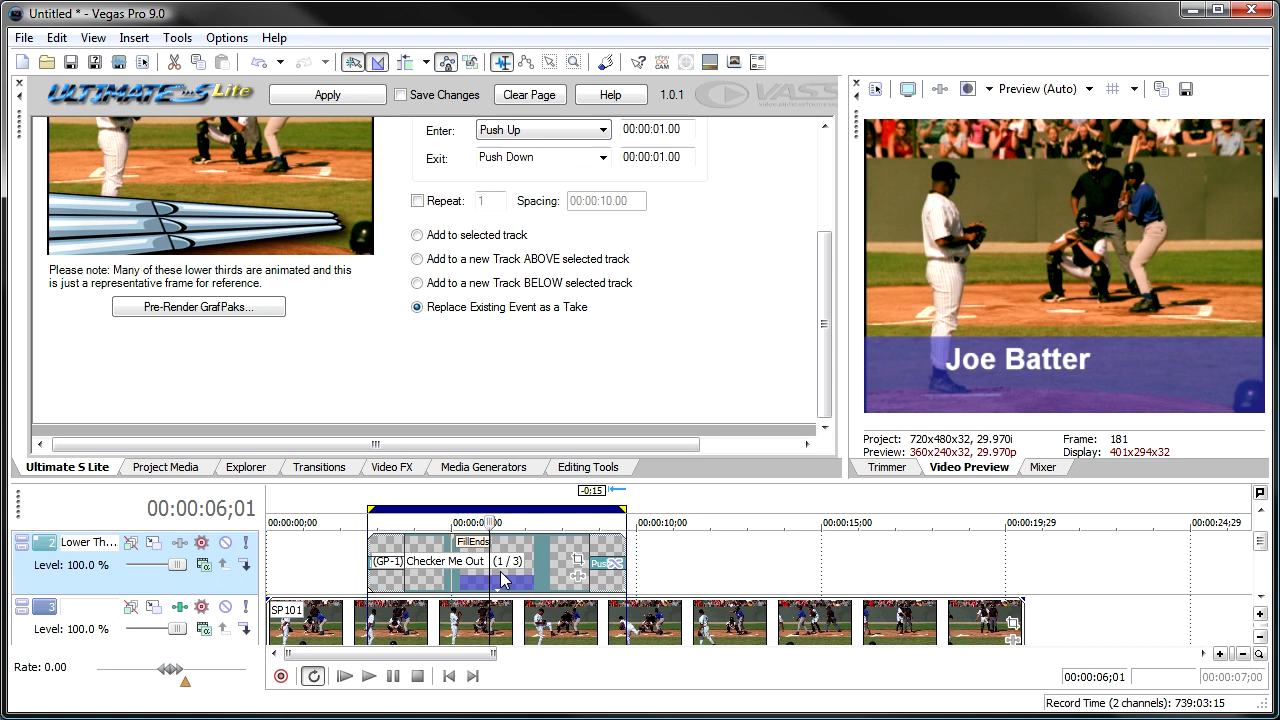 Untitled * - Vegas Pro 9.0
File Edit View Insert Tools Options Help
ULTIMATE S Lite
Apply
Save Changes
Clear Page
Help
1.0.1
VASST
Preview (Auto)
Enter: Push Up 00:00:01.00
Exit: Push Down 00:00:01.00
Repeat: 1 Spacing: 00:00:10.00
Add to selected track
Add to a new Track ABOVE selected track
Add to a new Track BELOW selected track
Replace Existing Event as a Take
Please note: Many of these lower thirds are animated and this
is just a representative frame for reference.
Pre-Render GrafPaks...
Joe Batter
Project: 720x480x32, 29.970i Frame: 181
Preview: 360x240x32, 29.970p Display: 401x294x32
Ultimate S Lite Project Media Explorer Transitions Video FX Media Generators Editing Tools
Trimmer Video Preview Mixer
-0;15
00:00:06;01
00:00:00;00 00:00:10;00 00:00:15;00 00:00:19;29 00:00:24;29
2 Lower Th...
Level: 100.0 %
FillEnds
(GP-1) Checker Me Out (1 / 3)
3
Level: 100.0 %
SP101
Rate: 0.00
00:00:06;01 00:00:07;00
Record Time (2 channels): 739:03:15